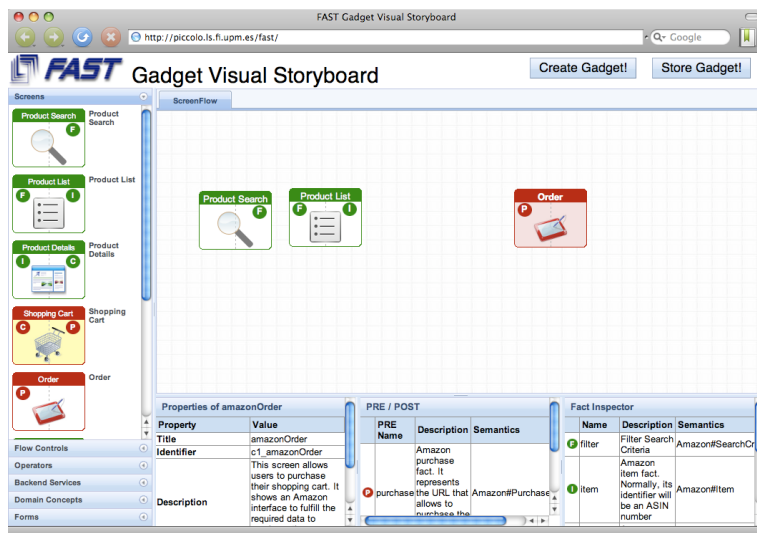 FAST Gadget Visual Storyboard
http://piccolo.ls.fi.upm.es/fast/
Google
FAST Gadget Visual Storyboard
Create Gadget!
Store Gadget!
Screens
ScreenFlow
Product Search
F
Product
Search
Product List
F I
Product List
Product Details
I C
Product
Details
Shopping Cart
C P
Shopping
Cart
Order
P
Order
Product Search
F
Product List
F I
Order
P
Flow Controls
Operators
Backend Services
Domain Concepts
Forms
Properties of amazonOrder
Property Value
Title amazonOrder
Identifier c1_amazonOrder
Description
This screen allows
users to purchase
their shopping cart. It
shows an Amazon
interface to fulfill the
required data to
PRE / POST
PRE
Name Description Semantics
P purchase
Amazon
purchase
fact. It
represents
the URL that
allows to
purchase the
Amazon#Purchase
Fact Inspector
Name Description Semantics
F filter
Filter Search
Criteria
Amazon#SearchCr
I item
Amazon
item fact.
Normally, its
identifier will
be an ASIN
number
Amazon#Item